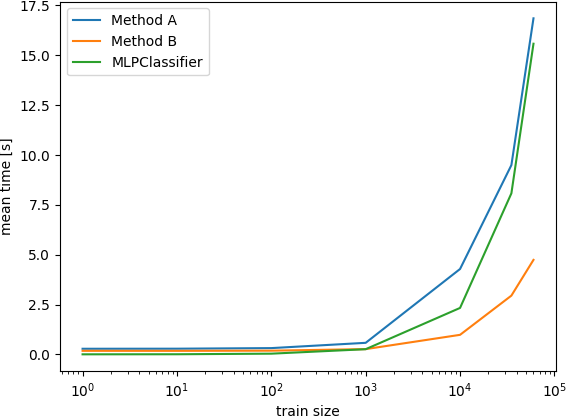 17.5
15.0
12.5
10.0
7.5
5.0
2.5
0.0
mean time [s]
Method A
Method B
MLPClassifier
10⁰ 10¹ 10² 10³ 10⁴ 10⁵
train size